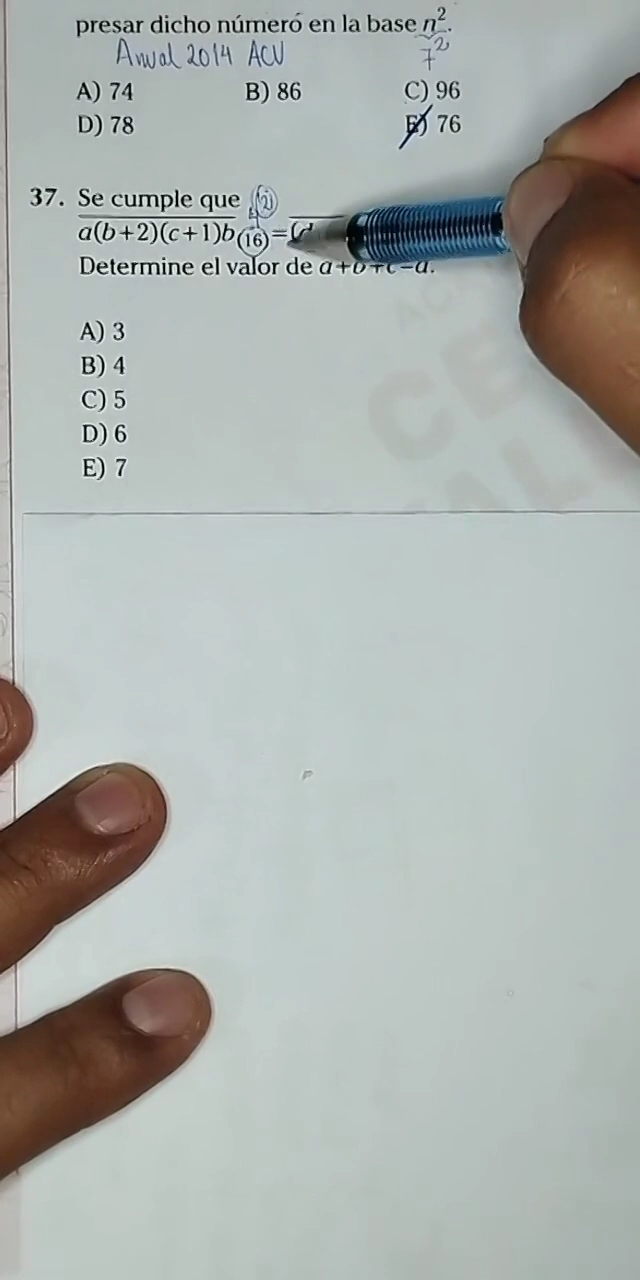 presar dicho número en la base n².
Anual 2014 ACV
7²
A) 74 B) 86 C) 96
D) 78 E) 76
37. Se cumple que
a(b+2)(c+1)b(16)=
Determine el valor de a+b+c–d.
A) 3
B) 4
C) 5
D) 6
E) 7